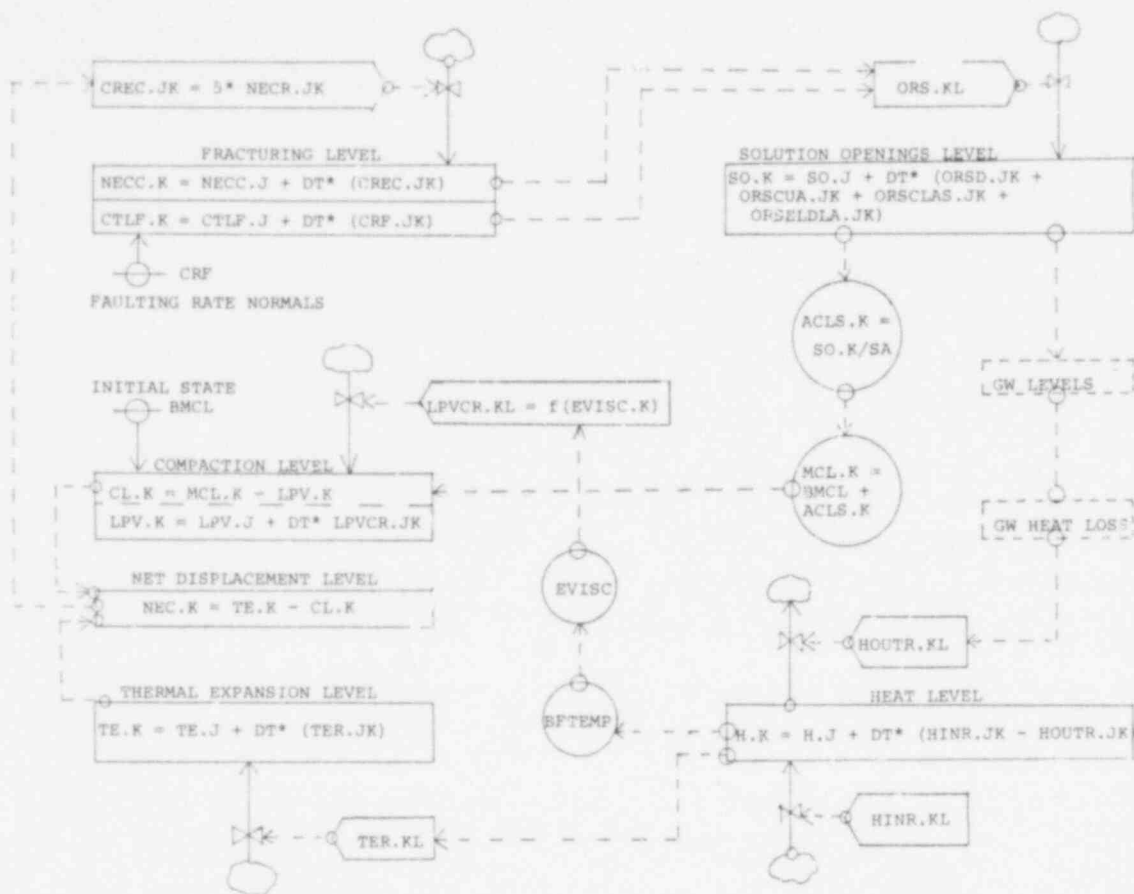 CREC.JK = 5* NECR.JK
ORS.KL
FRACTURING LEVEL
NECC.K = NECC.J + DT* (CREC.JK)
CTLF.K = CTLF.J + DT* (CRF.JK)
CRF
FAULTING RATE NORMALS
SOLUTION OPENINGS LEVEL
SO.K = SO.J + DT* (ORSD.JK +
ORSCUA.JK + ORSCLAS.JK +
ORSELDLA.JK)
ACLS.K =
SO.K/SA
GW LEVELS
INITIAL STATE
BMCL
LPVCR.KL = f(EVISC.K)
COMPACTION LEVEL
CL.K = MCL.K - LPV.K
LPV.K = LPV.J + DT* LPVCR.JK
MCL.K =
BMCL +
ACLS.K
GW HEAT LOSS
NET DISPLACEMENT LEVEL
NEC.K = TE.K - CL.K
EVISC
HOUTR.KL
THERMAL EXPANSION LEVEL
TE.K = TE.J + DT* (TER.JK)
BFTEMP
HEAT LEVEL
H.K = H.J + DT* (HINR.JK - HOUTR.JK
TER.KL
HINR.KL